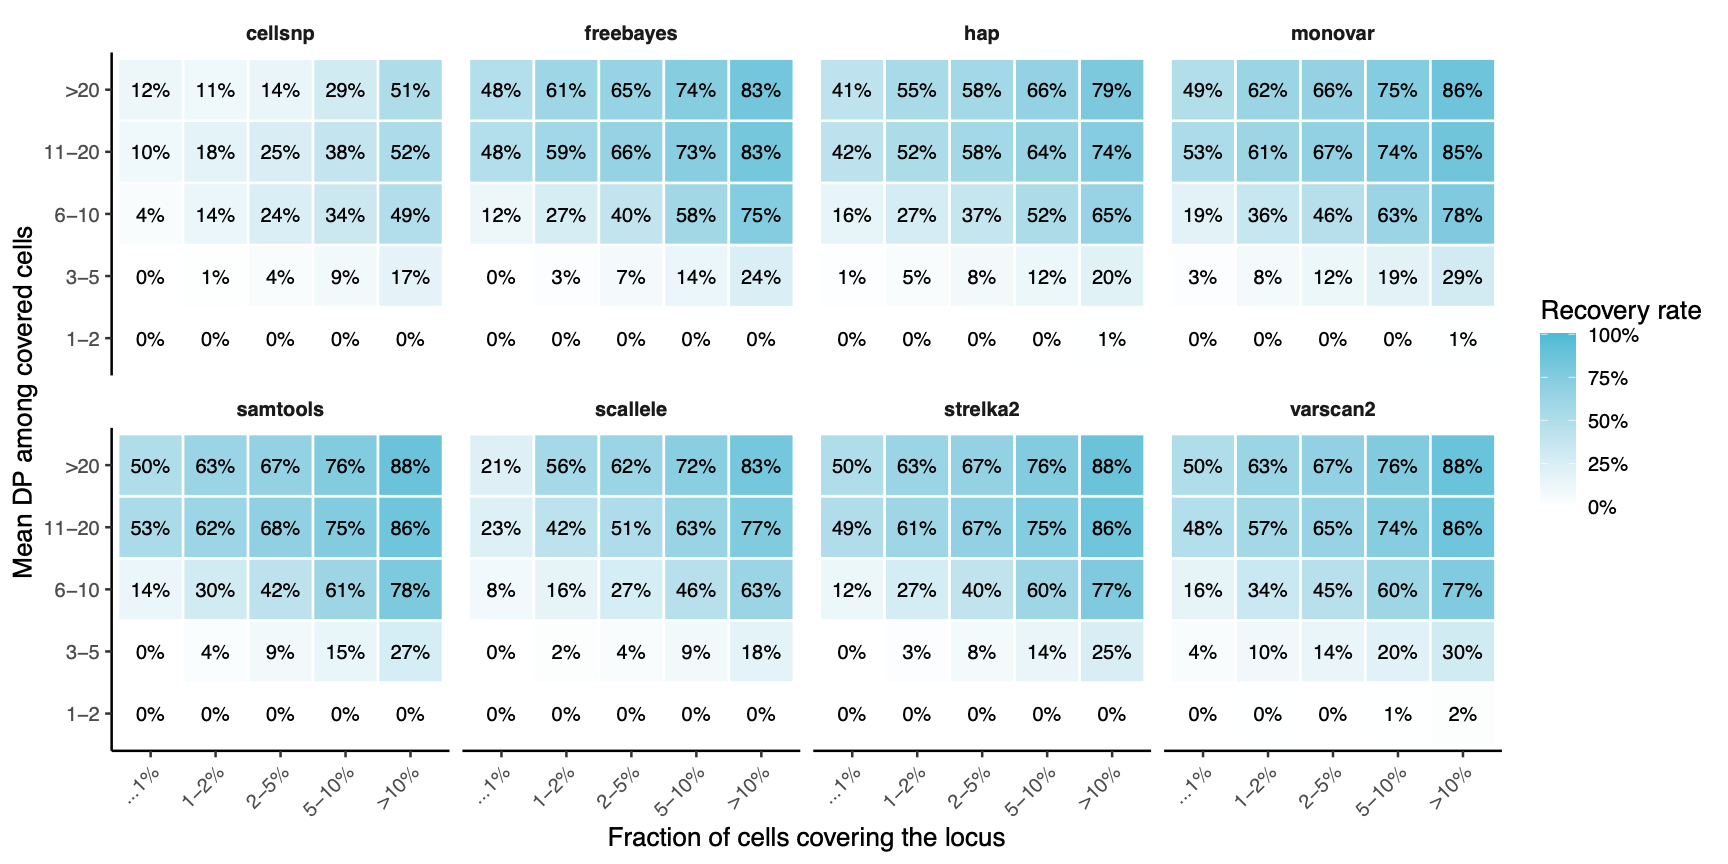 cellsnp freebayes hap monovar
>20 12% 11% 14% 29% 51% 48% 61% 65% 74% 83% 41% 55% 58% 66% 79% 49% 62% 66% 75% 86%
11–20 10% 18% 25% 38% 52% 48% 59% 66% 73% 83% 42% 52% 58% 64% 74% 53% 61% 67% 74% 85%
6–10 4% 14% 24% 34% 49% 12% 27% 40% 58% 75% 16% 27% 37% 52% 65% 19% 36% 46% 63% 78%
3–5 0% 1% 4% 9% 17% 0% 3% 7% 14% 24% 1% 5% 8% 12% 20% 3% 8% 12% 19% 29%
1–2 0% 0% 0% 0% 0% 0% 0% 0% 0% 0% 0% 0% 0% 0% 1% 0% 0% 0% 0% 1%
samtools scallele strelka2 varscan2
>20 50% 63% 67% 76% 88% 21% 56% 62% 72% 83% 50% 63% 67% 76% 88% 50% 63% 67% 76% 88%
11–20 53% 62% 68% 75% 86% 23% 42% 51% 63% 77% 49% 61% 67% 75% 86% 48% 57% 65% 74% 86%
6–10 14% 30% 42% 61% 78% 8% 16% 27% 46% 63% 12% 27% 40% 60% 77% 16% 34% 45% 60% 77%
3–5 0% 4% 9% 15% 27% 0% 2% 4% 9% 18% 0% 3% 8% 14% 25% 4% 10% 14% 20% 30%
1–2 0% 0% 0% 0% 0% 0% 0% 0% 0% 0% 0% 0% 0% 0% 0% 0% 0% 0% 1% 2%
...1% 1–2% 2–5% 5–10% >10% ...1% 1–2% 2–5% 5–10% >10% ...1% 1–2% 2–5% 5–10% >10% ...1% 1–2% 2–5% 5–10% >10%
Fraction of cells covering the locus
Mean DP among covered cells
Recovery rate
100%
75%
50%
25%
0%